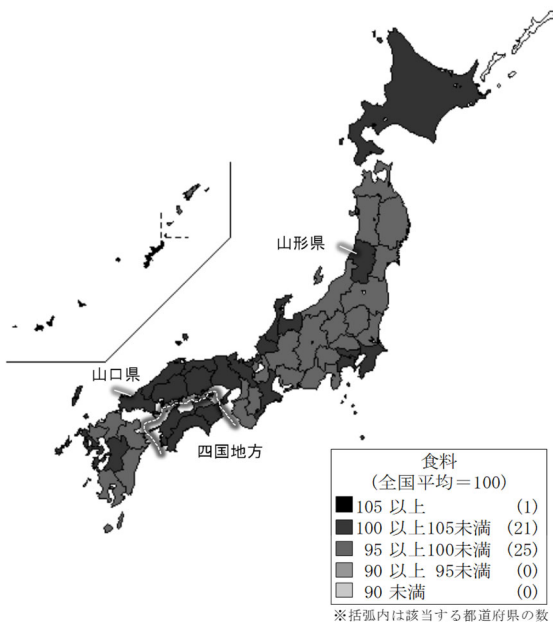 山形県
山口県
四国地方
食料
(全国平均＝100)
105 以上 (1)
100 以上105未満 (21)
95 以上100未満 (25)
90 以上 95未満 (0)
90 未満 (0)
※括弧内は該当する都道府県の数